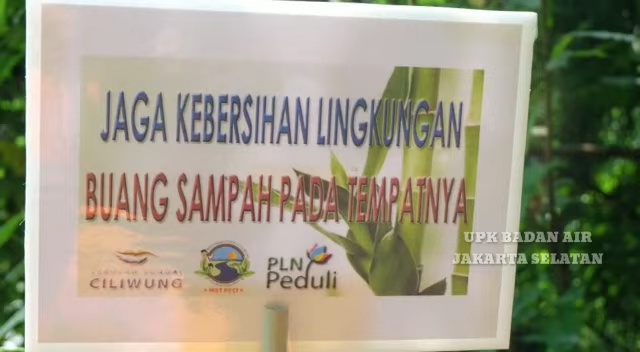 JAGA KEBERSIHAN LINGKUNGAN
BUANG SAMPAH PADA TEMPATNYA
CILIWUNG
PLN
Peduli
UPK BADAN AIR
JAKARTA SELATAN